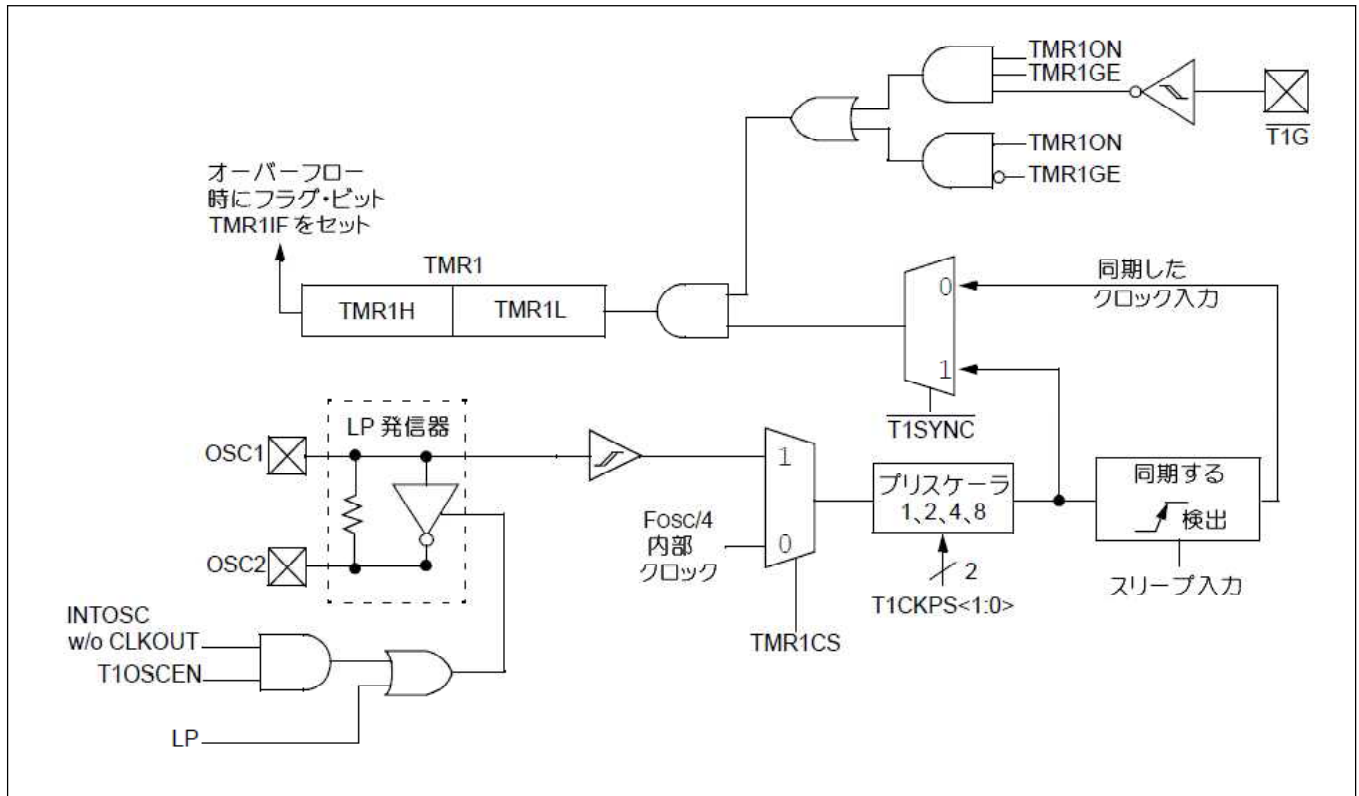 TMR1ON
TMR1GE
T1G
TMR1ON
TMR1GE
オーバーフロー
時にフラグ・ビット
TMR1IF をセット
TMR1
TMR1H
TMR1L
0
1
同期した
クロック入力
T1SYNC
LP 発信器
OSC1
OSC2
1
0
FOSC/4
内部
クロック
プリスケーラ
1、2、4、8
2
T1CKPS<1:0>
TMR1CS
同期する
検出
スリープ入力
INTOSC
w/o CLKOUT
T1OSCEN
LP